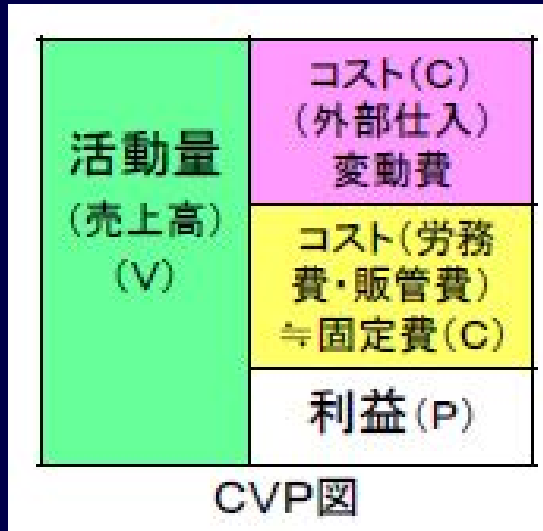 活動量
(売上高)
(V)
コスト(C)
(外部仕入)
変動費
コスト(労務
費・販管費)
≒固定費(C)
利益(P)
CVP図